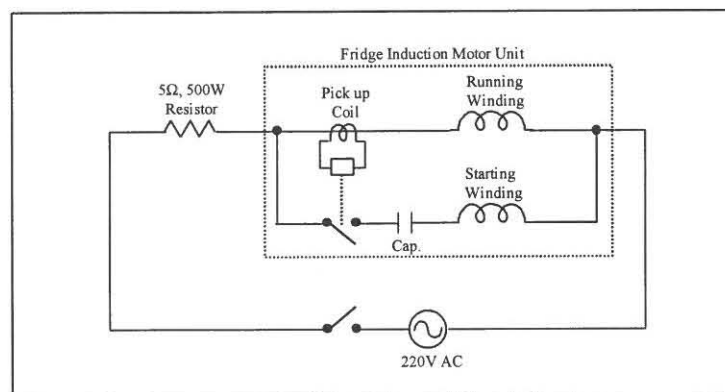 Fridge Induction Motor Unit
5Ω, 500W
Resistor
Pick up
Coil
Running
Winding
Starting
Winding
Cap.
220V AC